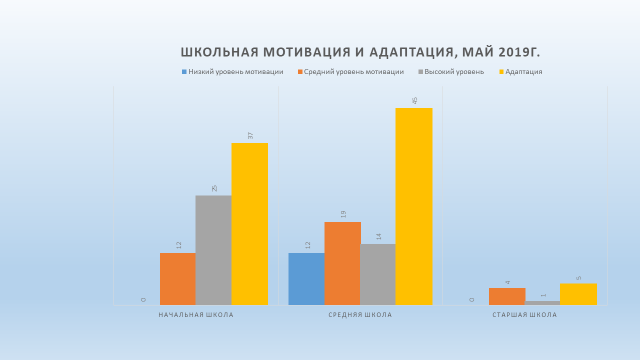 ШКОЛЬНАЯ МОТИВАЦИЯ И АДАПТАЦИЯ, МАЙ 2019Г.
Низкий уровень мотивации Средний уровень мотивации Высокий уровень Адаптация
0 12 25 37 12 19 14 45 0 4 1 5
НАЧАЛЬНАЯ ШКОЛА СРЕДНЯЯ ШКОЛА СТАРШАЯ ШКОЛА